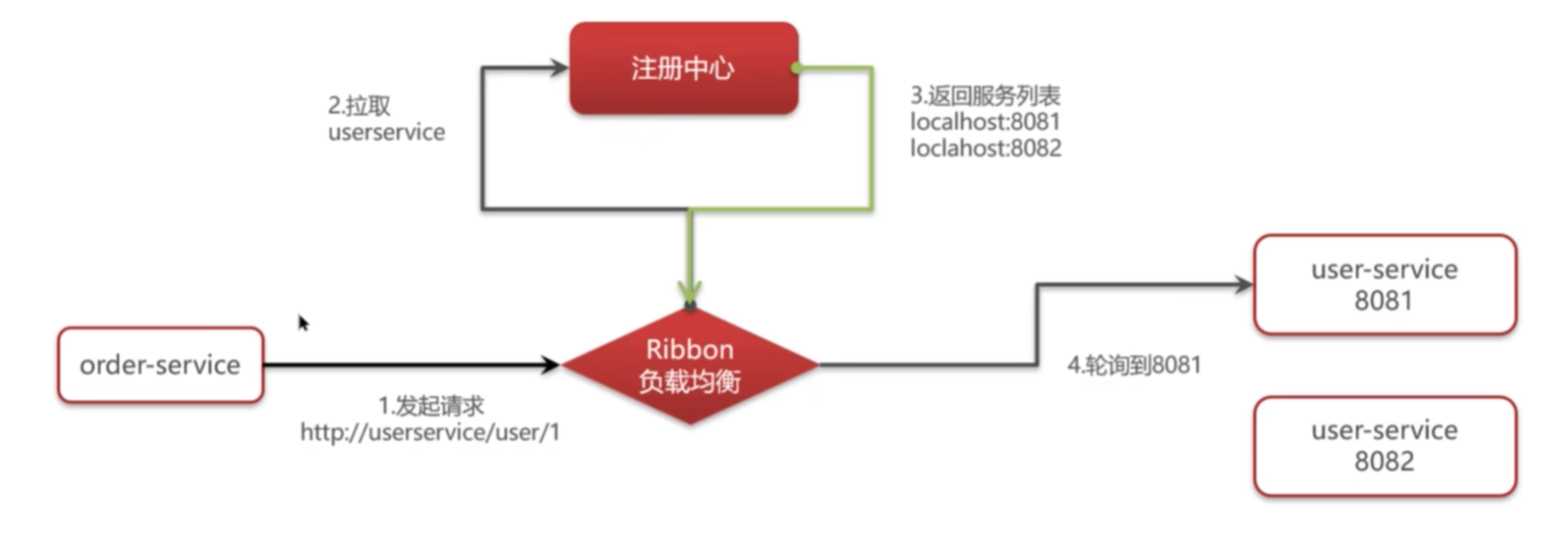 注册中心
2.拉取
userservice
3.返回服务列表
localhost:8081
loclahost:8082
user-service
8081
order-service
Ribbon
负载均衡
4.轮询到8081
1.发起请求
http://userservice/user/1
user-service
8082